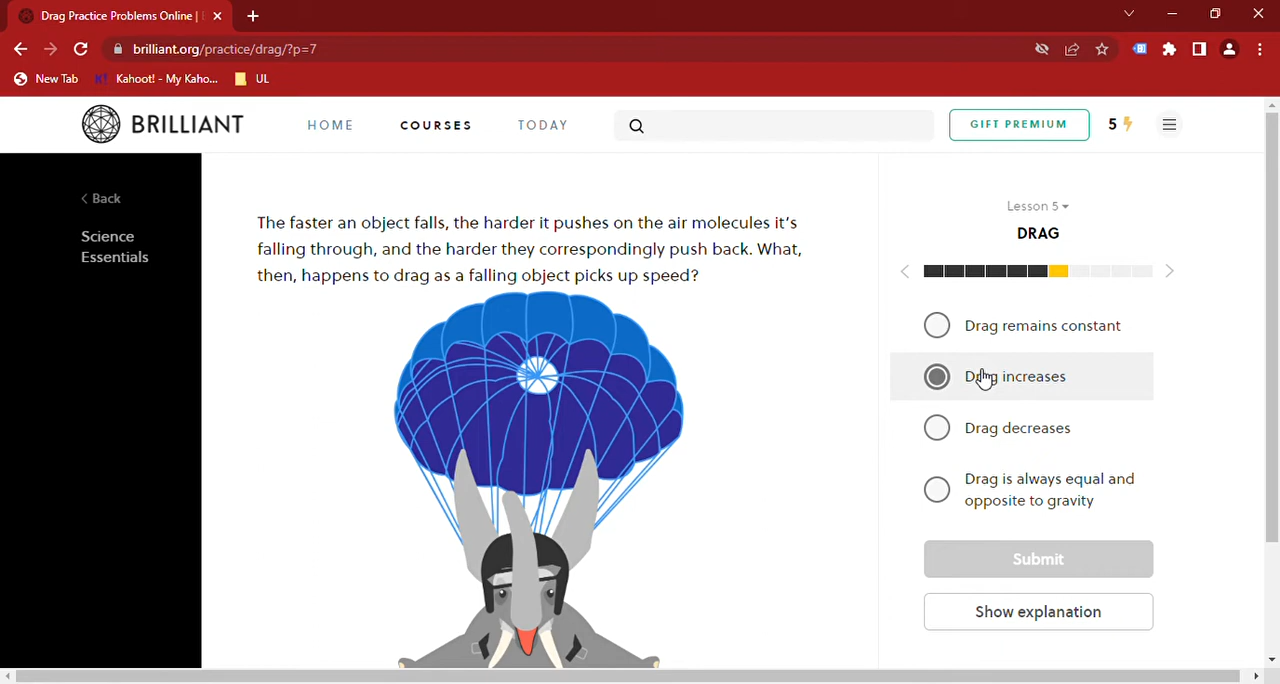 Drag Practice Problems Online |
brilliant.org/practice/drag/?p=7
New Tab
K! Kahoot! - My Kaho...
UL
BRILLIANT
HOME
COURSES
TODAY
GIFT PREMIUM
5
< Back
Science
Essentials
The faster an object falls, the harder it pushes on the air molecules it's
falling through, and the harder they correspondingly push back. What,
then, happens to drag as a falling object picks up speed?
Lesson 5
DRAG
Drag remains constant
Drag increases
Drag decreases
Drag is always equal and
opposite to gravity
Submit
Show explanation